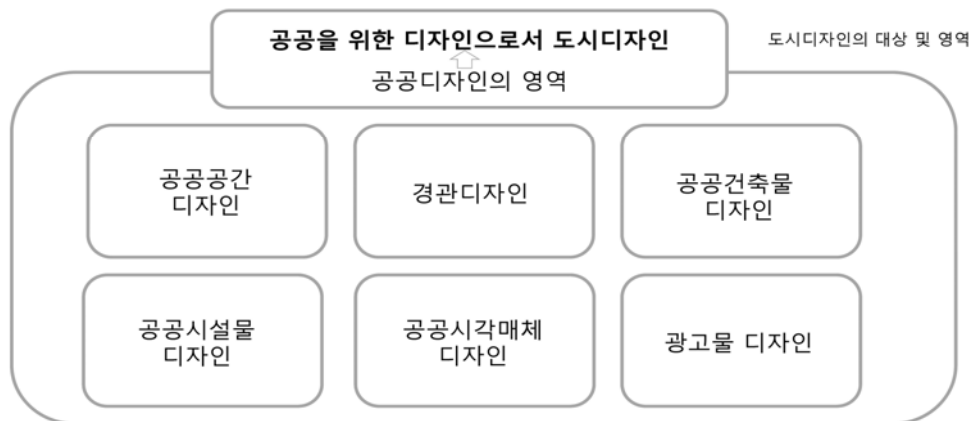 공공을 위한 디자인으로서 도시디자인
도시디자인의 대상 및 영역
공공디자인의 영역
공공공간
디자인
경관디자인
공공건축물
디자인
공공시설물
디자인
공공시각매체
디자인
광고물 디자인